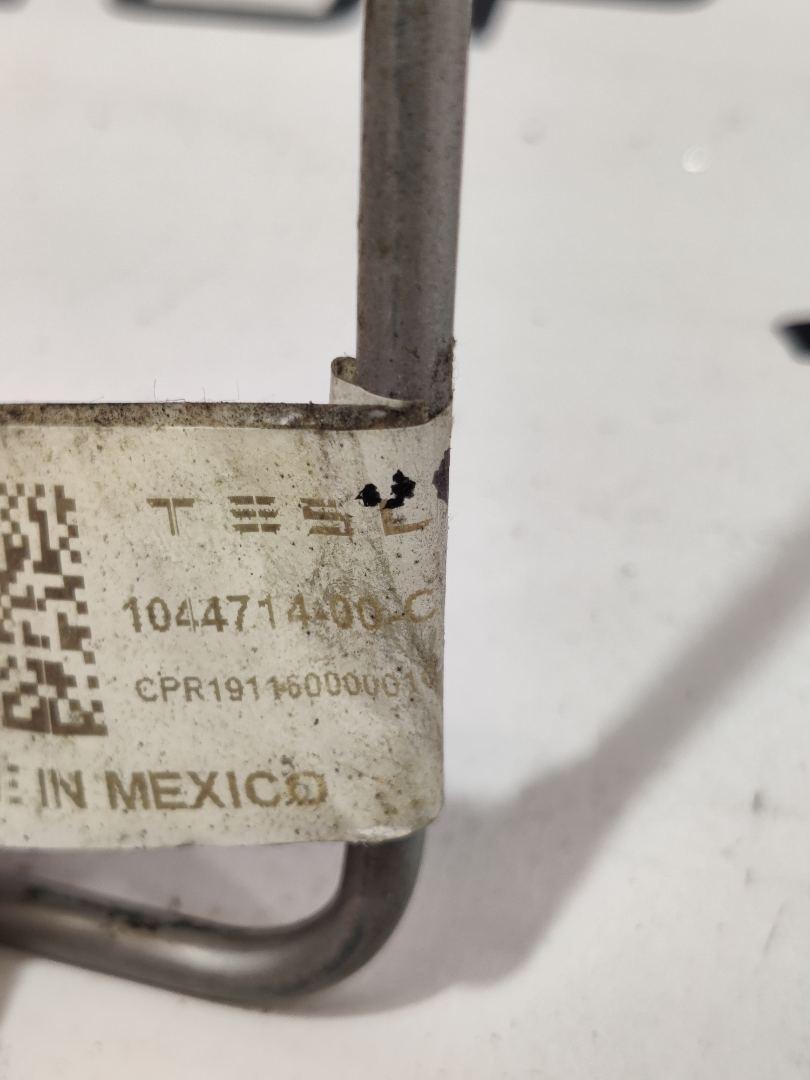 TESL
1044714-00-C
CPR1911600000
E IN MEXICO